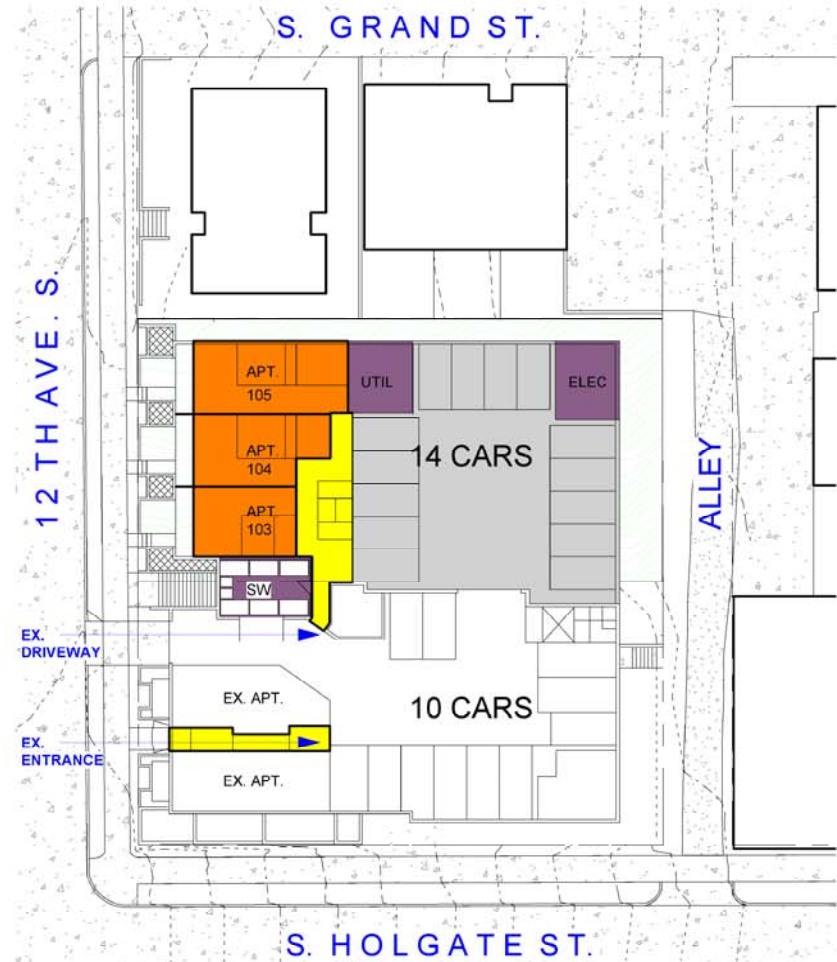 S. GRAND ST.
12 TH AVE. S.
APT.
105
UTIL
ELEC
APT.
104
14 CARS
ALLEY
APT.
103
SW
EX.
DRIVEWAY
EX. APT.
10 CARS
EX.
ENTRANCE
EX. APT.
S. HOLGATE ST.